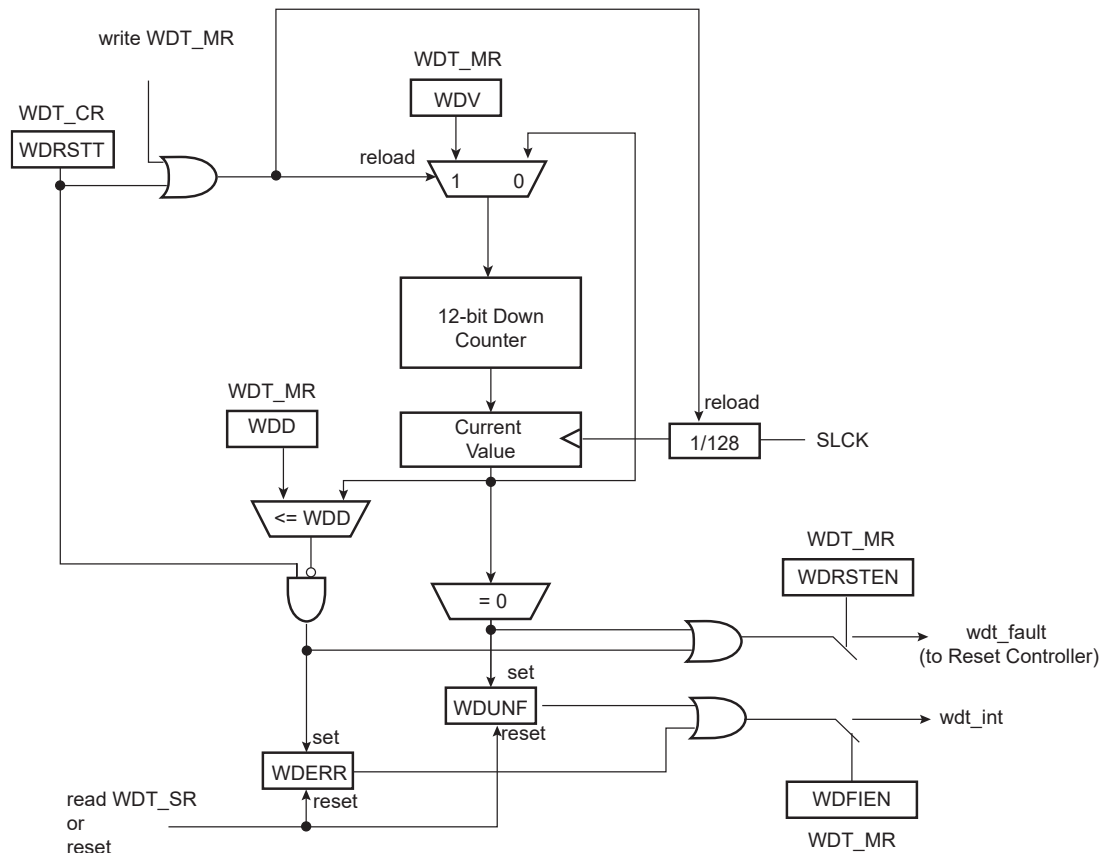 write WDT_MR
WDT_MR
WDV
WDT_CR
WDRSTT
reload
1 0
12-bit Down
Counter
WDT_MR
WDD
reload
Current
Value
1/128
SLCK
<= WDD
WDT_MR
WDRSTEN
= 0
wdt_fault
(to Reset Controller)
set
WDUNF
reset
wdt_int
set
WDERR
reset
read WDT_SR
or
reset
WDFIEN
WDT_MR